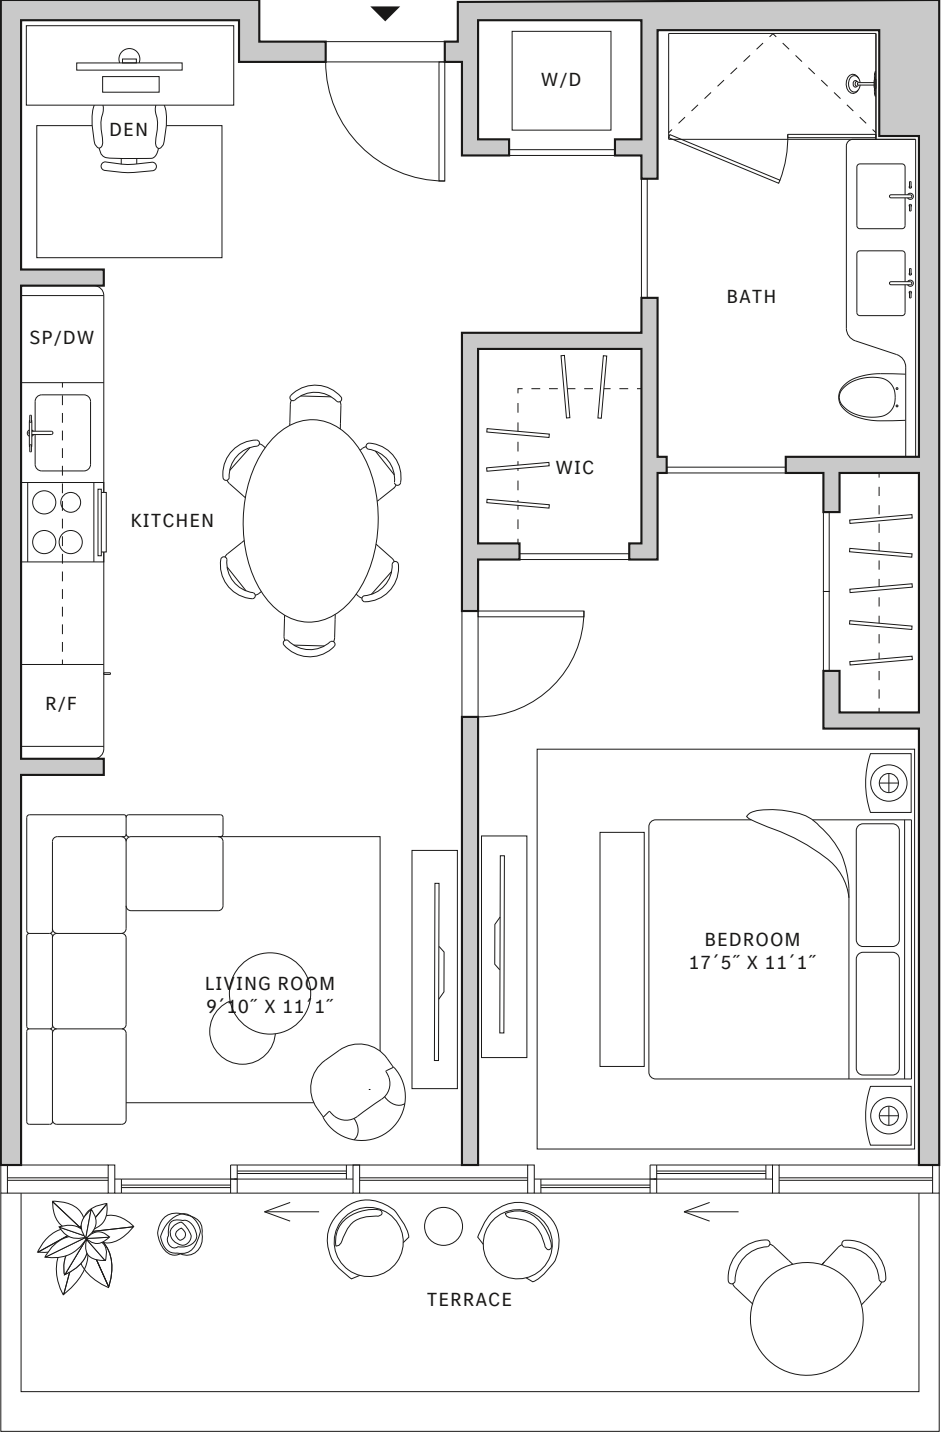 W/D
DEN
BATH
SP/DW
WIC
KITCHEN
R/F
BEDROOM
17´5˝ X 11´1˝
LIVING ROOM
9´10˝ X 11´1˝
TERRACE